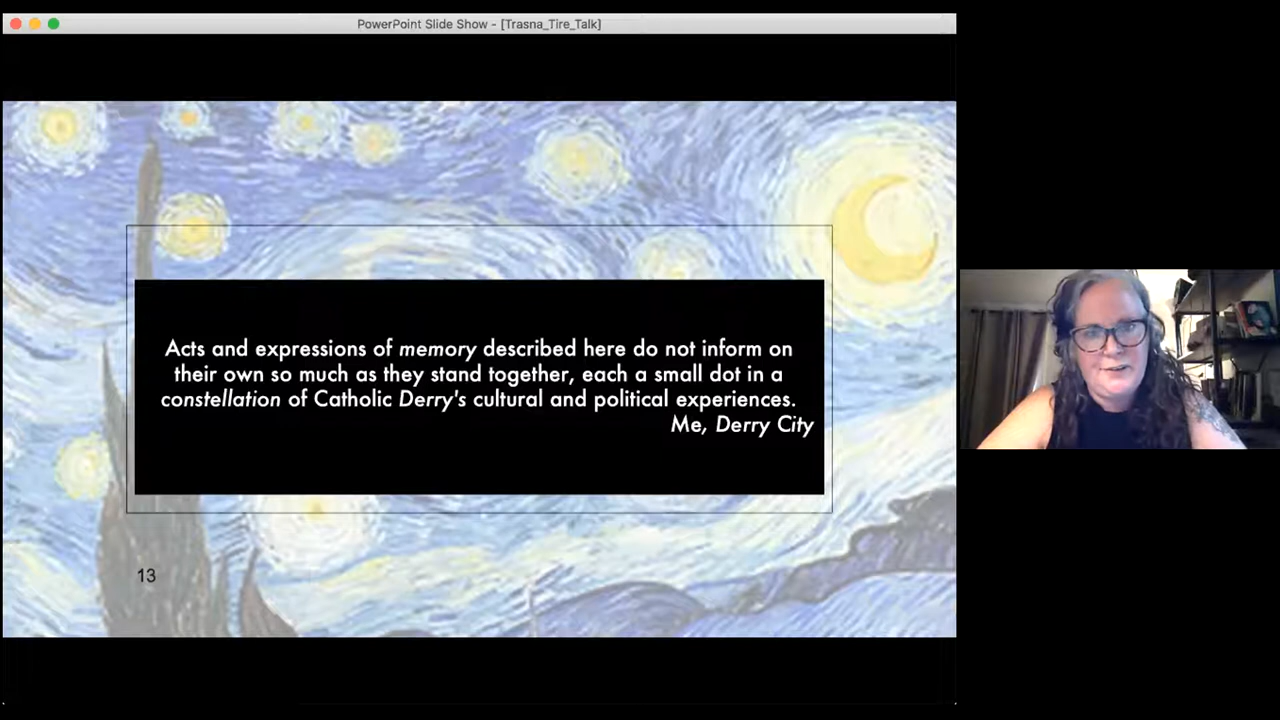 PowerPoint Slide Show - [Trasna_Tire_Talk]
Acts and expressions of memory described here do not inform on
their own so much as they stand together, each a small dot in a
constellation of Catholic Derry's cultural and political experiences.
Me, Derry City
13